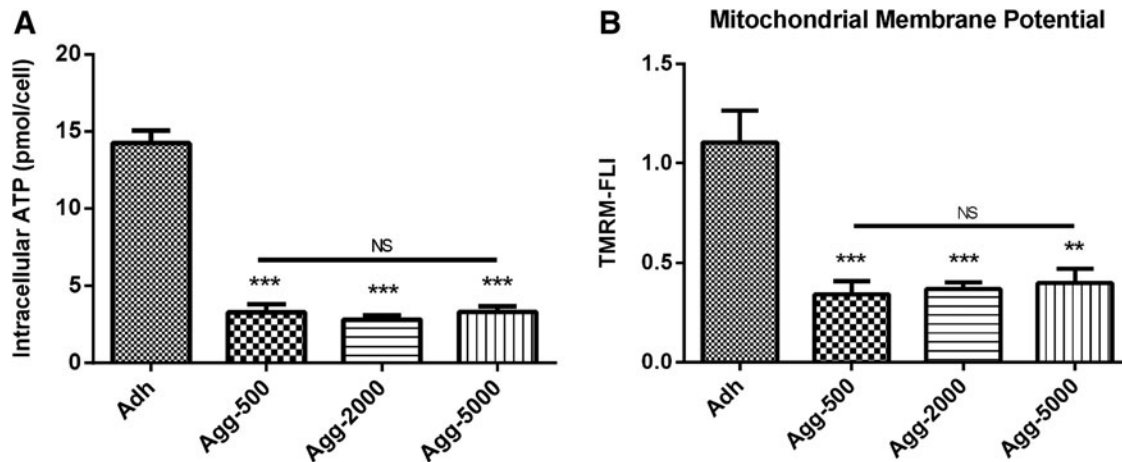 A
Intracellular ATP (pmol/cell)
20
15
10
5
0
NS
***
***
***
Adh
Agg-500
Agg-2000
Agg-5000
B
Mitochondrial Membrane Potential
TMRM-FLI
1.5
1.0
0.5
0.0
NS
***
***
**
Adh
Agg-500
Agg-2000
Agg-5000